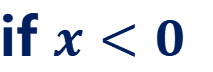 if 𝒙 < 𝟎